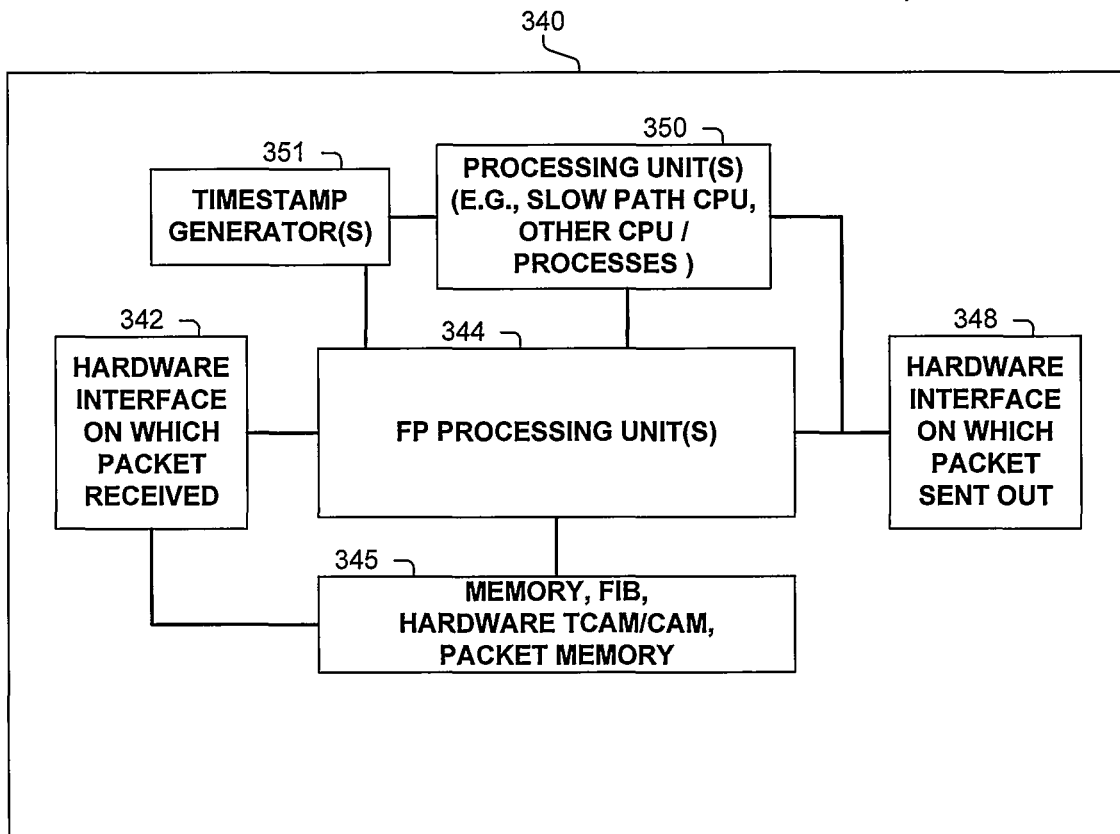 340
351
TIMESTAMP
GENERATOR(S)
350
PROCESSING UNIT(S)
(E.G., SLOW PATH CPU,
OTHER CPU /
PROCESSES )
342
HARDWARE
INTERFACE
ON WHICH
PACKET
RECEIVED
344
FP PROCESSING UNIT(S)
348
HARDWARE
INTERFACE
ON WHICH
PACKET
SENT OUT
345
MEMORY, FIB,
HARDWARE TCAM/CAM,
PACKET MEMORY